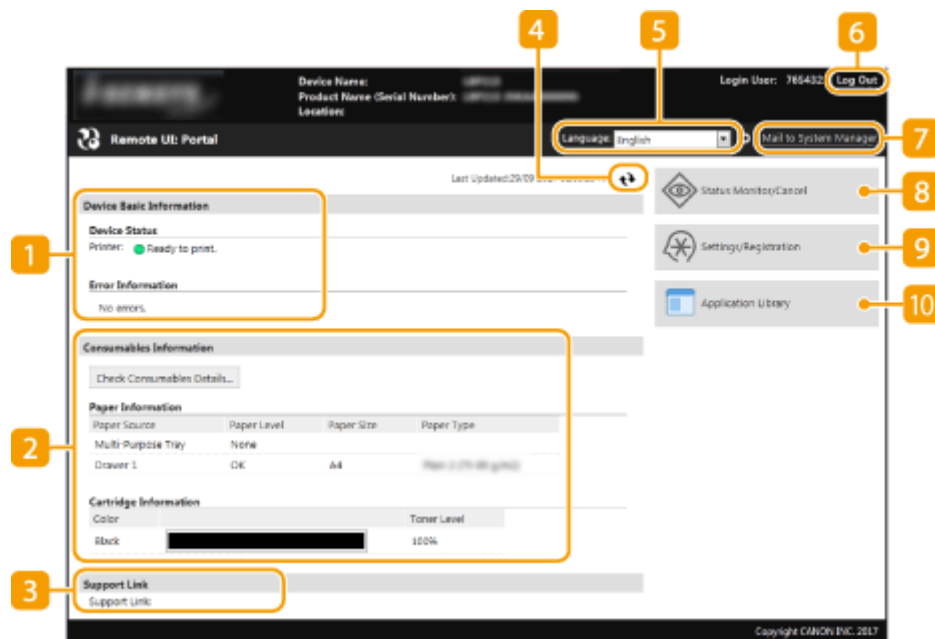 4
5
6
Device Name:
Product Name (Serial Number):
Location:
Login User: 765432
Log Out
Remote UI: Portal
Language: English
Mail to System Manager
7
Last Updated:29/09
Device Basic Information
Status Monitor/Cancel
8
1
Device Status
Printer: Ready to print.
Settings/Registration
9
Error Information
No errors.
Application Library
10
Consumables Information
Check Consumables Details...
2
Paper Information
Paper Source Paper Level Paper Size Paper Type
Multi-Purpose Tray None
Drawer 1 OK A4
Cartridge Information
Color Toner Level
Black 100%
3
Support Link
Support Link:
Copyright CANON INC. 2017